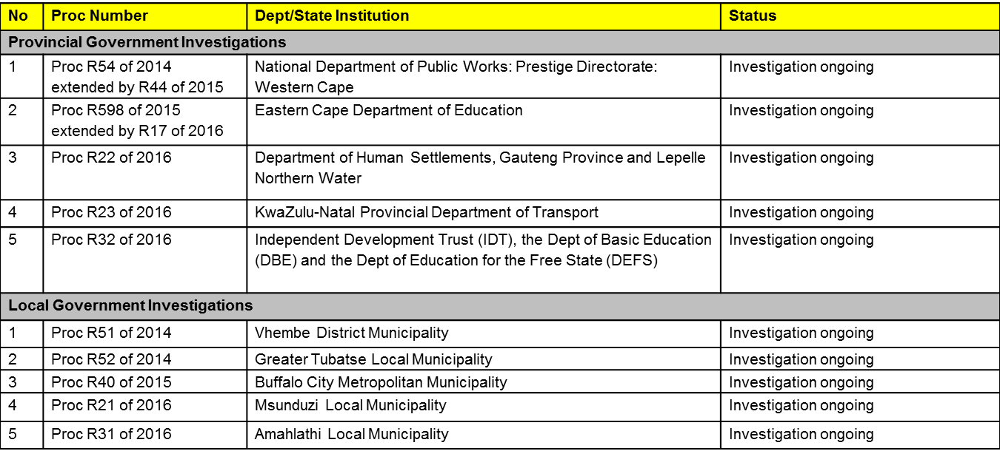 No Proc Number Dept/State Institution Status
Provincial Government Investigations
1 Proc R54 of 2014 National Department of Public Works: Prestige Directorate: Investigation ongoing
extended by R44 of 2015 Western Cape
2 Proc R598 of 2015 Eastern Cape Department of Education Investigation ongoing
extended by R17 of 2016
3 Proc R22 of 2016 Department of Human Settlements, Gauteng Province and Lepelle Investigation ongoing
Northern Water
4 Proc R23 of 2016 KwaZulu-Natal Provincial Department of Transport Investigation ongoing
5 Proc R32 of 2016 Independent Development Trust (IDT), the Dept of Basic Education Investigation ongoing
(DBE) and the Dept of Education for the Free State (DEFS)
Local Government Investigations
1 Proc R51 of 2014 Vhembe District Municipality Investigation ongoing
2 Proc R52 of 2014 Greater Tubatse Local Municipality Investigation ongoing
3 Proc R40 of 2015 Buffalo City Metropolitan Municipality Investigation ongoing
4 Proc R21 of 2016 Msunduzi Local Municipality Investigation ongoing
5 Proc R31 of 2016 Amahlathi Local Municipality Investigation ongoing